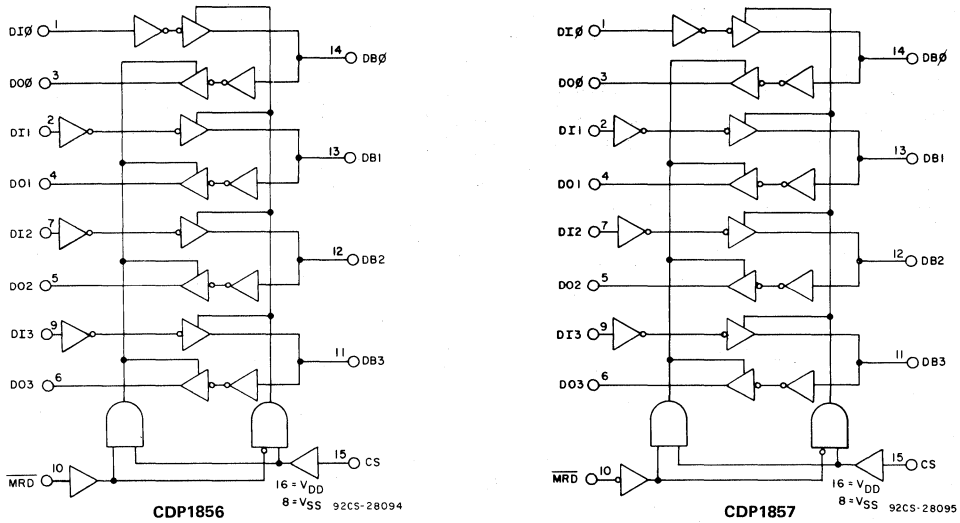 DIØ 1
14 DBØ
DOØ 3
DI1 2
13 DB1
DO1 4
DI2 7
12 DB2
DO2 5
DI3 9
11 DB3
DO3 6
MRD 10
15 CS
16 = VDD
8 = VSS 92CS-28094
CDP1856
DIØ 1
14 DBØ
DOØ 3
DI1 2
13 DB1
DO1 4
DI2 7
12 DB2
DO2 5
DI3 9
11 DB3
DO3 6
MRD 10
15 CS
16 = VDD
8 = VSS 92CS-28095
CDP1857